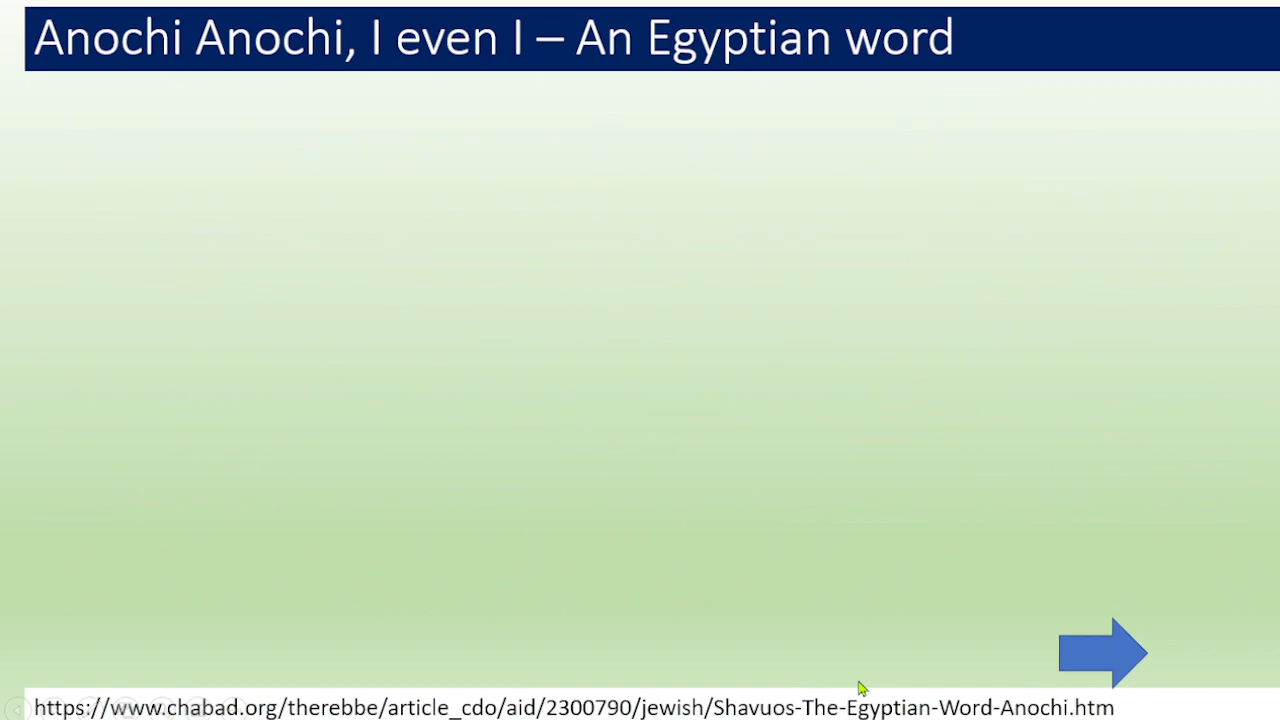 Anochi Anochi, I even I – An Egyptian word
https://www.chabad.org/therebbe/article_cdo/aid/2300790/jewish/Shavuos-The-Egyptian-Word-Anochi.htm